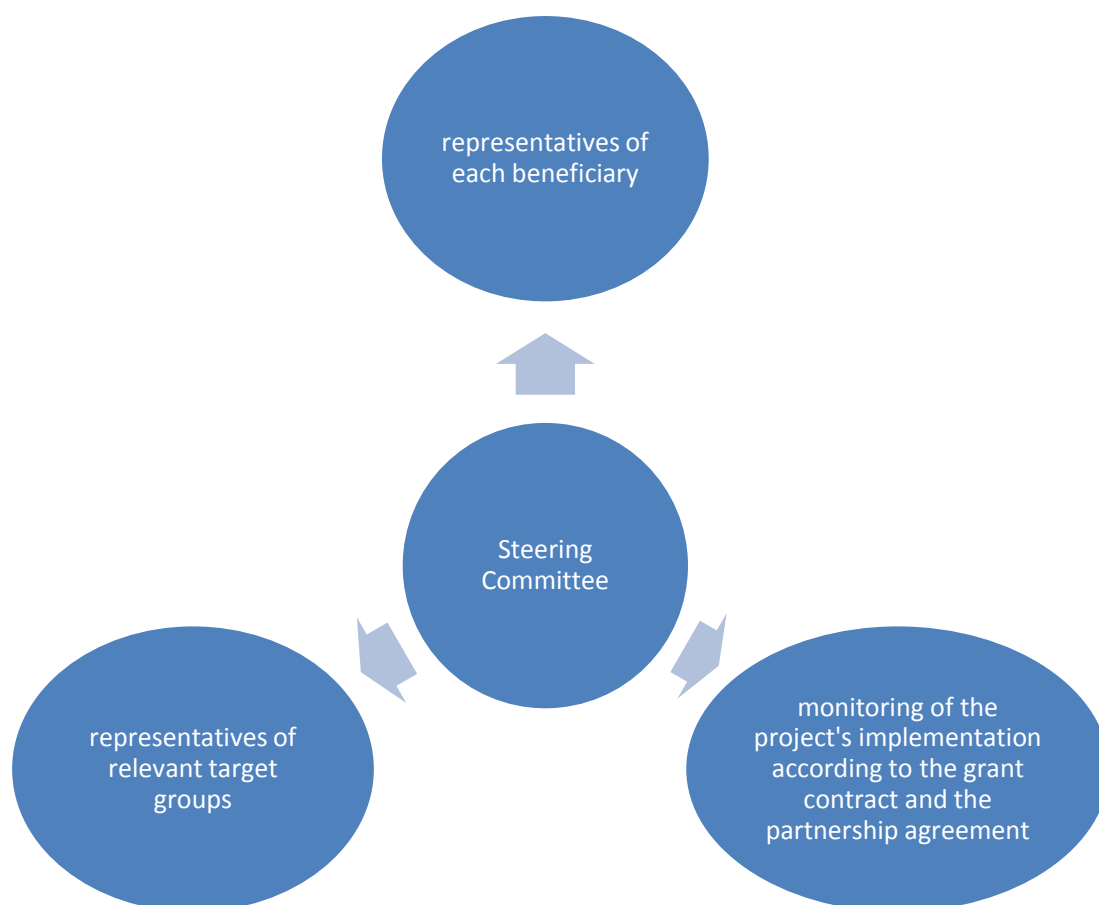 representatives of
each beneficiary
Steering
Committee
representatives of
relevant target
groups
monitoring of the
project's implementation
according to the grant
contract and the
partnership agreement